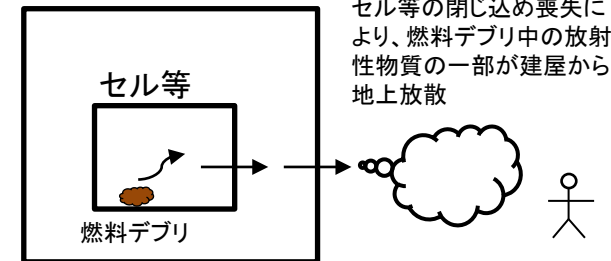 セル等の閉じ込め喪失に
より、燃料デブリ中の放射
性物質の一部が建屋から
地上放散
セル等
燃料デブリ